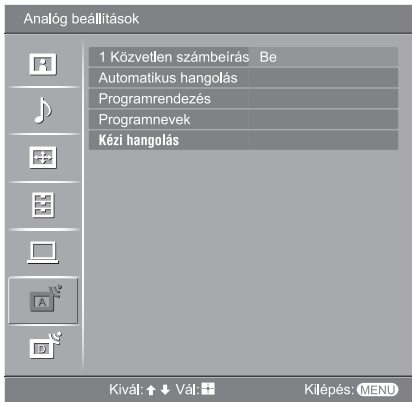 Analóg beállítások
1 Közvetlen számbeírás Be
Automatikus hangolás
Programrendezés
Programnevek
Kézi hangolás
A
D
Kivál: Vál: Kilépés: MENU